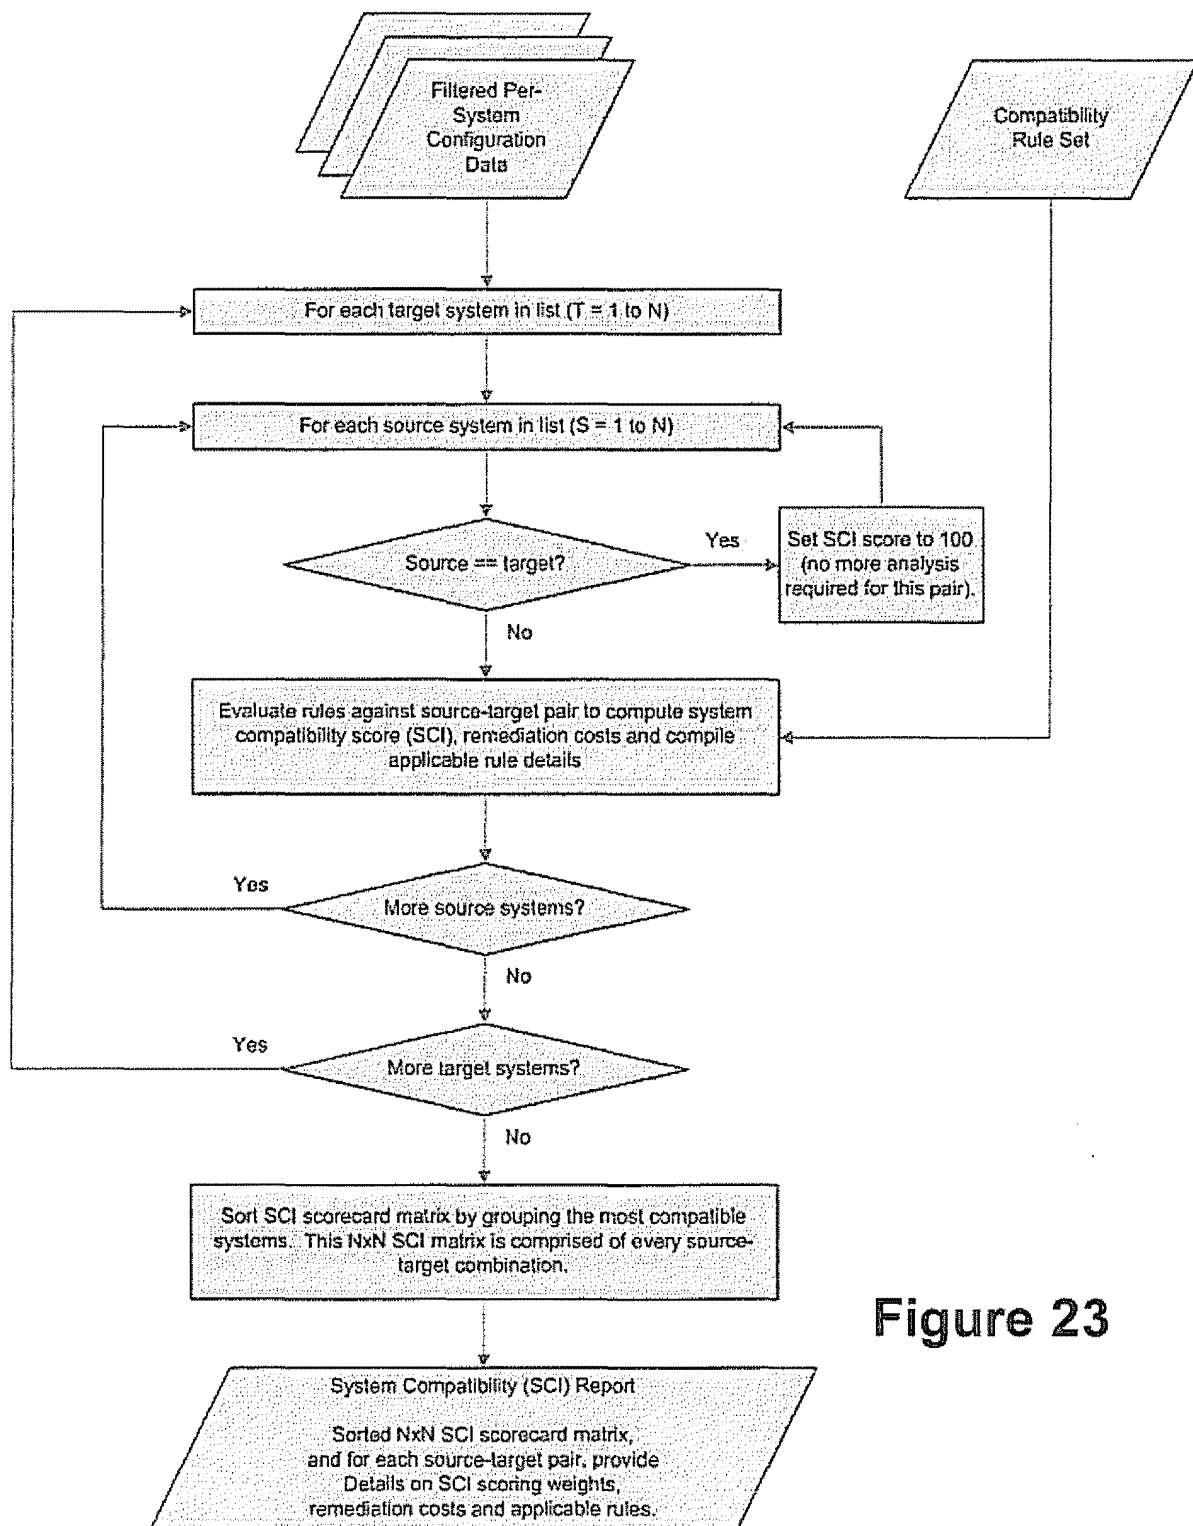 Filtered Per-
System
Configuration
Data
Compatibility
Rule Set
For each target system in list (T = 1 to N)
For each source system in list (S = 1 to N)
Source == target?
Yes
Set SCI score to 100
(no more analysis
required for this pair).
No
Evaluate rules against source-target pair to compute system
compatibility score (SCI), remediation costs and compile
applicable rule details
Yes
More source systems?
No
Yes
More target systems?
No
Sort SCI scorecard matrix by grouping the most compatible
systems. This NxN SCI matrix is comprised of every source-
target combination.
Figure 23
System Compatibility (SCI) Report
Sorted NxN SCI scorecard matrix,
and for each source-target pair, provide
Details on SCI scoring weights,
remediation costs and applicable rules.